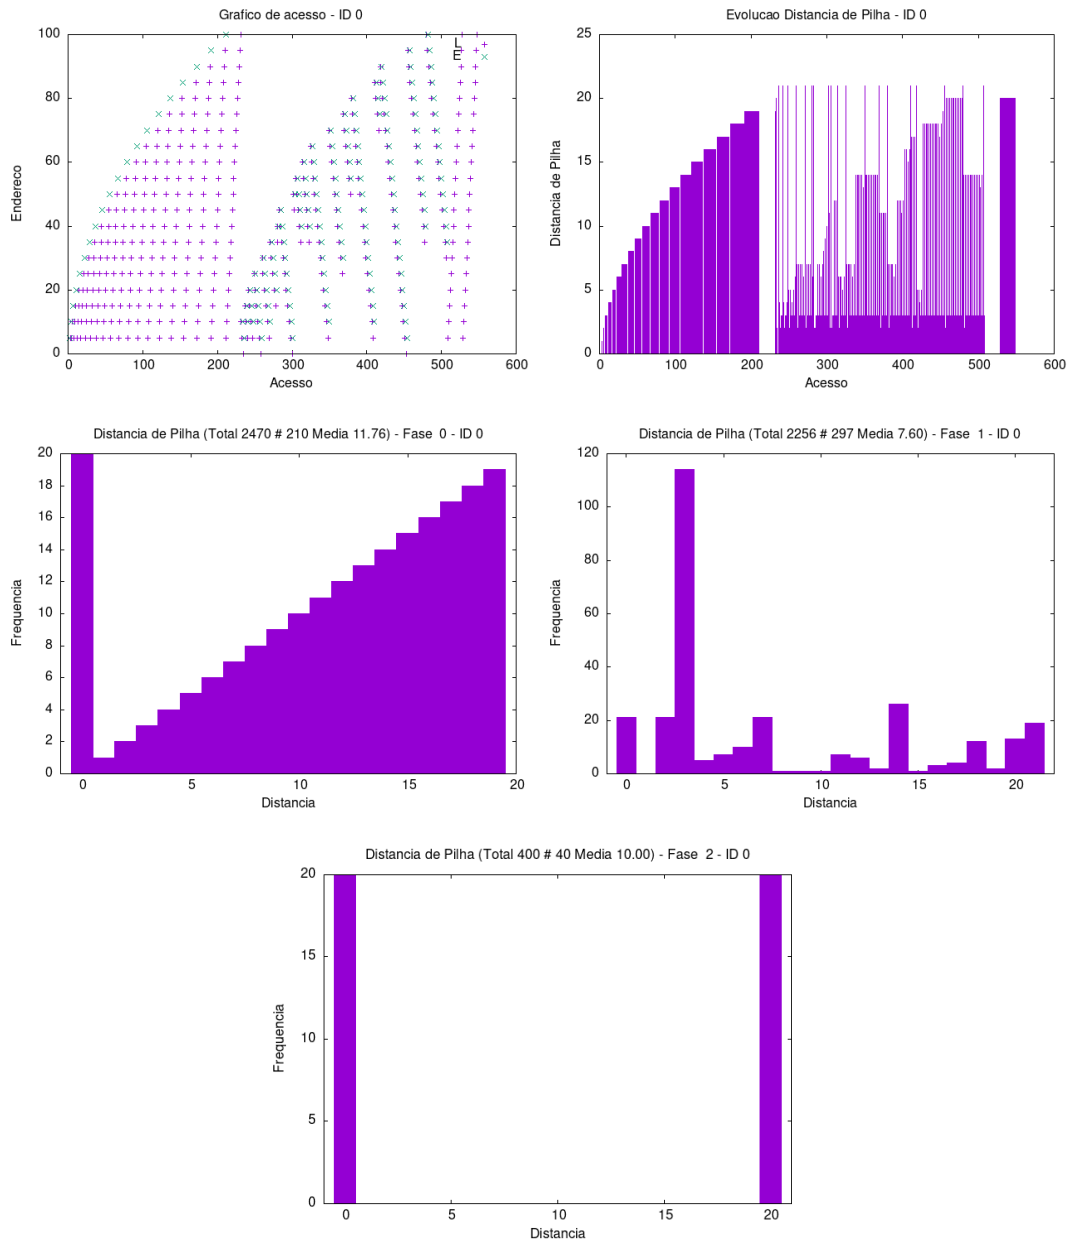 Grafico de acesso - ID 0
100
80
60
40
20
0
Endereco
L
E
0 100 200 300 400 500 600
Acesso
Evolucao Distancia de Pilha - ID 0
25
20
15
10
5
0
Distancia de Pilha
0 100 200 300 400 500 600
Acesso
Distancia de Pilha (Total 2470 # 210 Media 11.76) - Fase 0 - ID 0
20
18
16
14
12
10
8
6
4
2
0
Frequencia
0 5 10 15 20
Distancia
Distancia de Pilha (Total 2256 # 297 Media 7.60) - Fase 1 - ID 0
120
100
80
60
40
20
0
Frequencia
0 5 10 15 20
Distancia
Distancia de Pilha (Total 400 # 40 Media 10.00) - Fase 2 - ID 0
20
15
10
5
0
Frequencia
0 5 10 15 20
Distancia